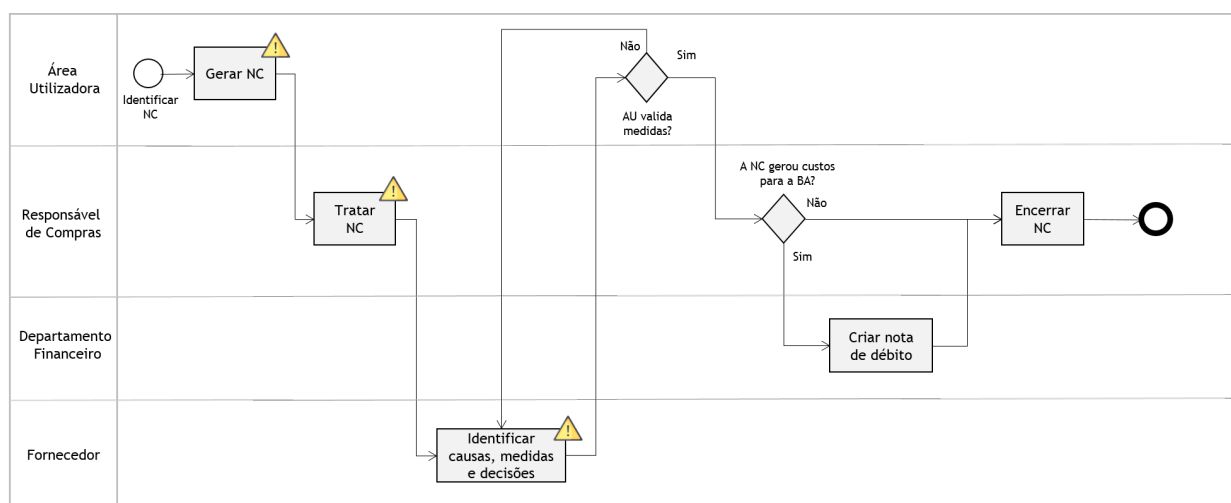 Área
Utilizadora
Identificar
NC
Gerar NC
!
Não
Sim
AU valida
medidas?
Responsável
de Compras
Tratar
NC
!
A NC gerou custos
para a BA?
Não
Sim
Encerrar
NC
Departamento
Financeiro
Criar nota
de débito
Fornecedor
Identificar
causas, medidas
e decisões
!